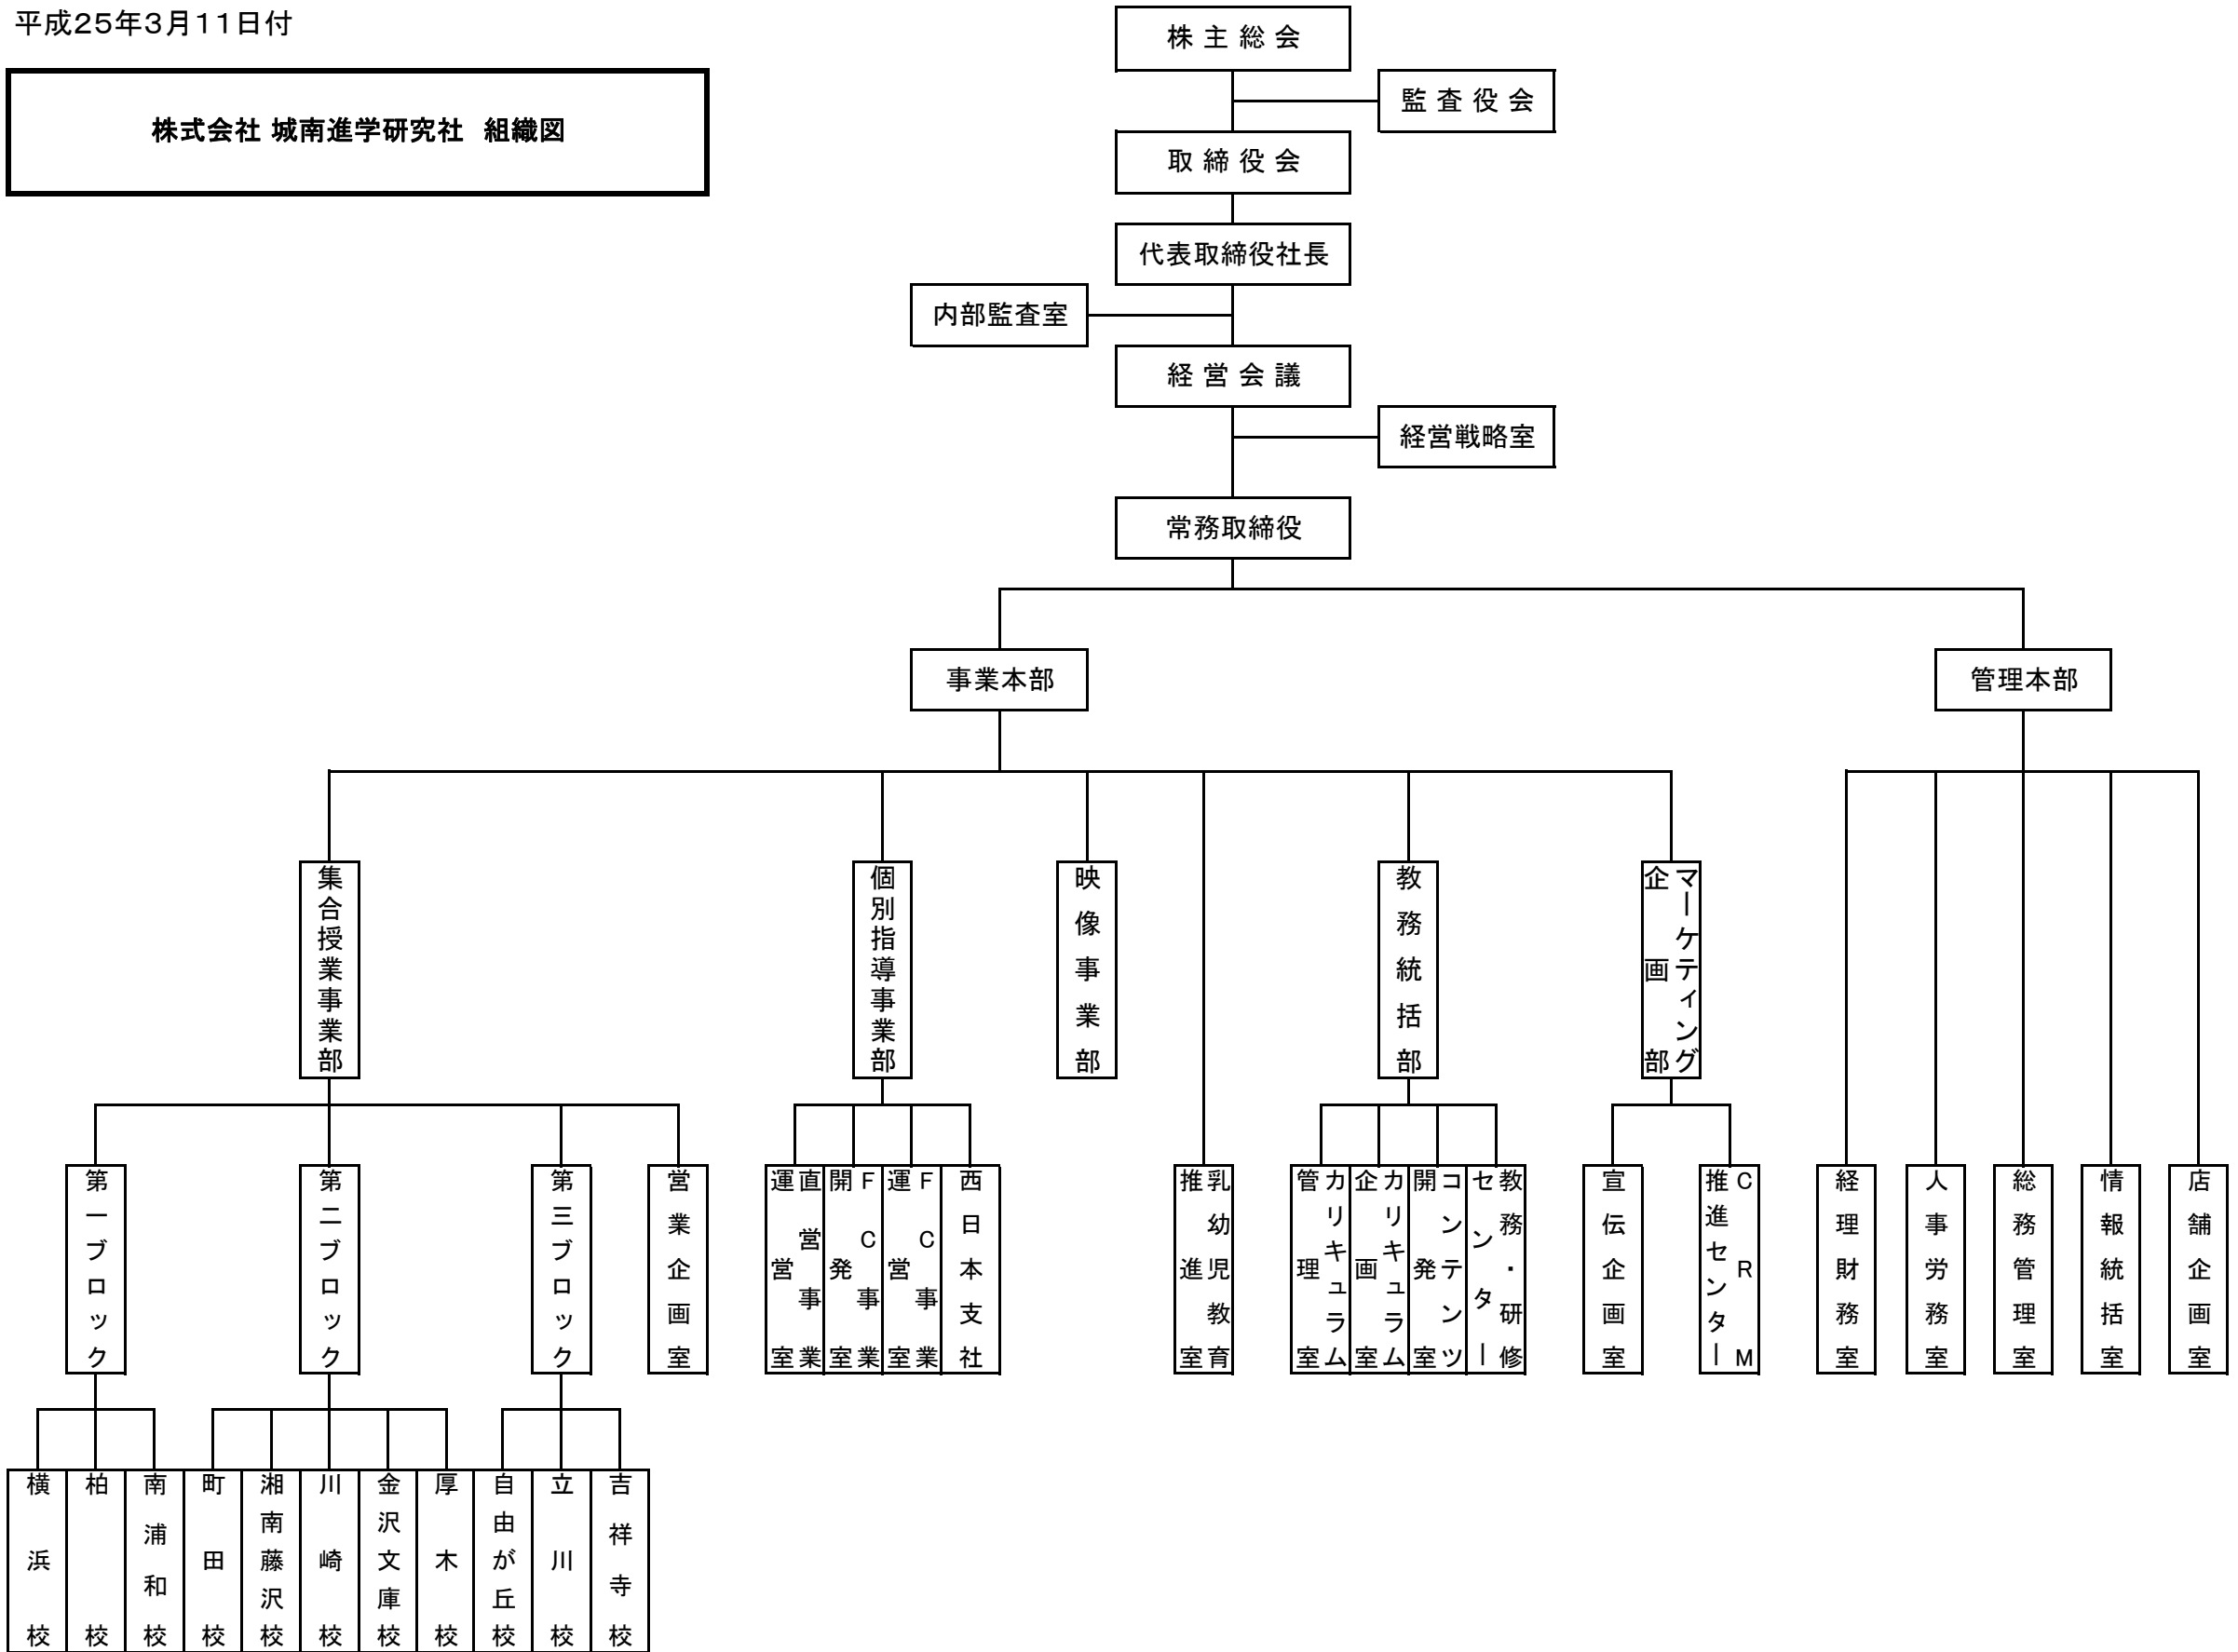 平成25年3月11日付
株式会社 城南進学研究社 組織図
株主総会
監査役会
取締役会
代表取締役社長
内部監査室
経営会議
経営戦略室
常務取締役
事業本部
管理本部
集合授業事業部
個別指導事業部
映像事業部
教務統括部
マーケティング
企画部
第一ブロック
第二ブロック
第三ブロック
営業企画室
直営事業
運営室
FC事業
開発室
FC事業
運営室
西日本支社
乳幼児教育
推進室
カリキュラム
管理室
カリキュラム
企画室
コンテンツ
開発室
教務・研修
センター
宣伝企画室
CRM
推進センター
経理財務室
人事労務室
総務管理室
情報統括室
店舗企画室
横浜校
柏校
南浦和校
町田校
湘南藤沢校
川崎校
金沢文庫校
厚木校
自由が丘校
立川校
吉祥寺校